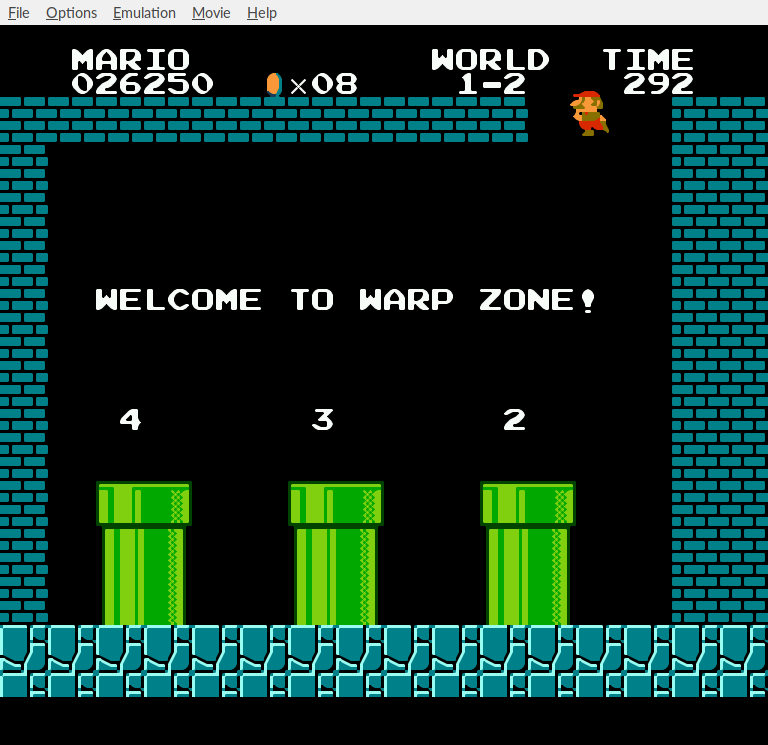 File Options Emulation Movie Help
MARIO WORLD TIME
026250 ×08 1-2 292
WELCOME TO WARP ZONE!
4 3 2